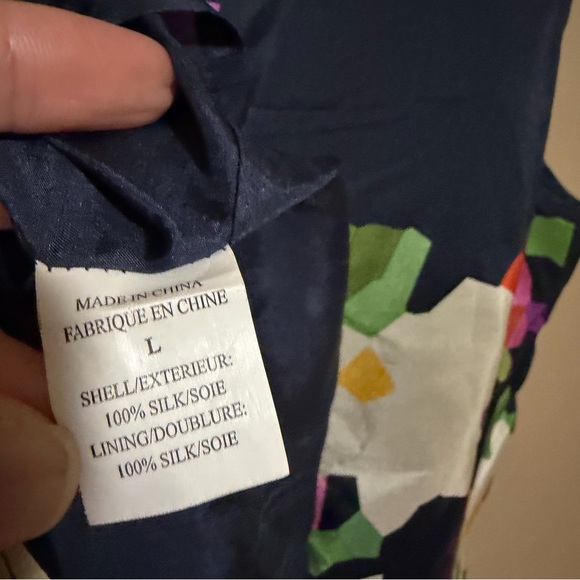 MADE IN CHINA
FABRIQUE EN CHINE
L
SHELL/EXTERIEUR:
100% SILK/SOIE
LINING/DOUBLURE:
100% SILK/SOIE